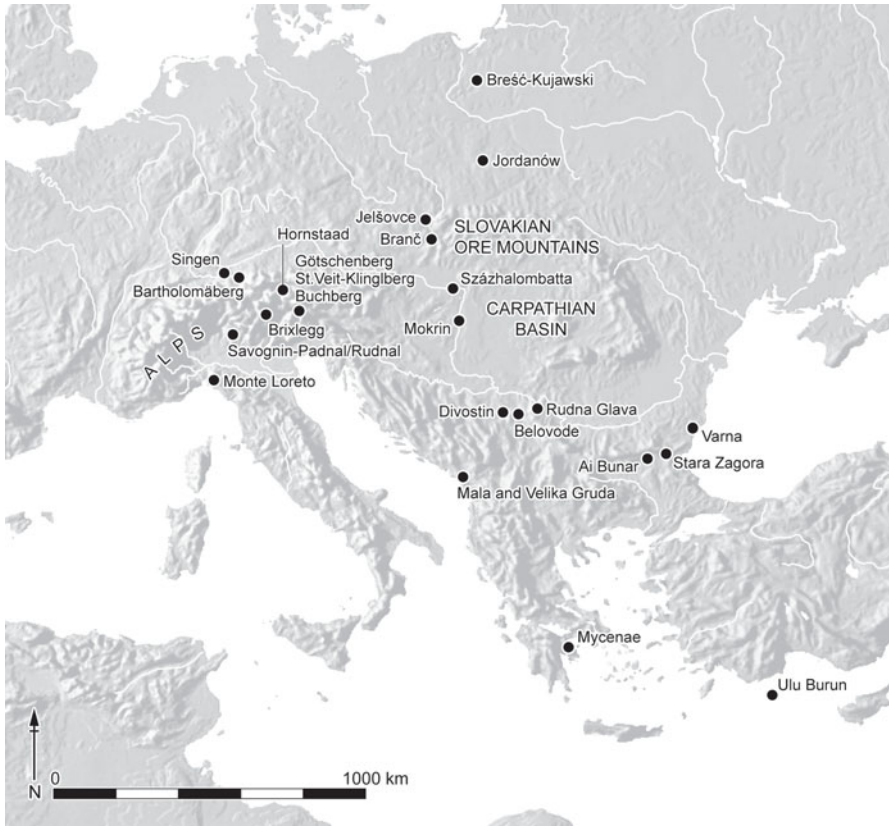 Breść-Kujawski
Jordanów
Jelšovce
Branč
SLOVAKIAN
ORE MOUNTAINS
Hornstaad
Götschenberg
St.Veit-Klinglberg
Buchberg
Singen
Bartholomäberg
Százhalombatta
CARPATHIAN
BASIN
Mokrin
Brixlegg
Savognin-Padnal/Rudnal
ALPS
Monte Loreto
Divostin
Rudna Glava
Belovode
Varna
Ai Bunar
Stara Zagora
Mala and Velika Gruda
Mycenae
Ulu Burun
N
0
1000 km